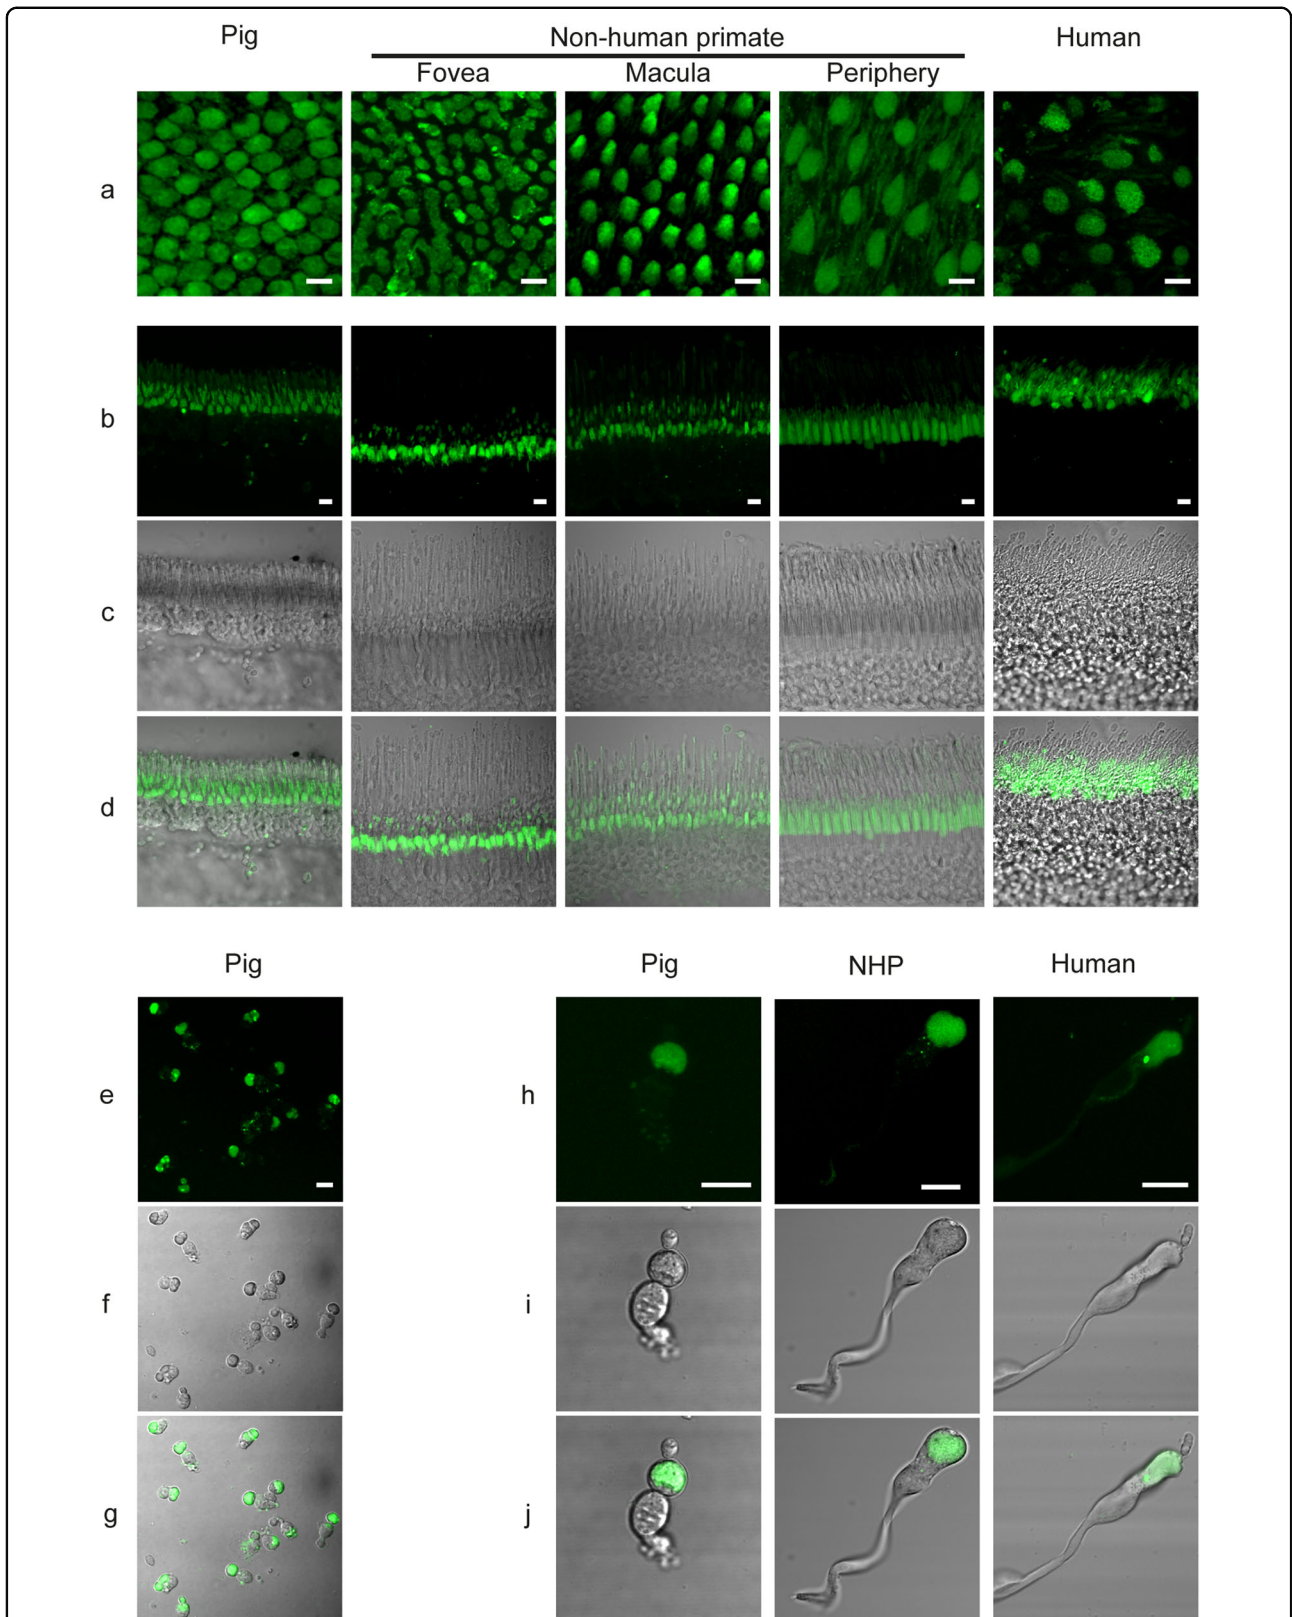 Pig
Non-human primate
Human
Fovea
Macula
Periphery
a
b
c
d
Pig
Pig
NHP
Human
e
h
f
i
g
j